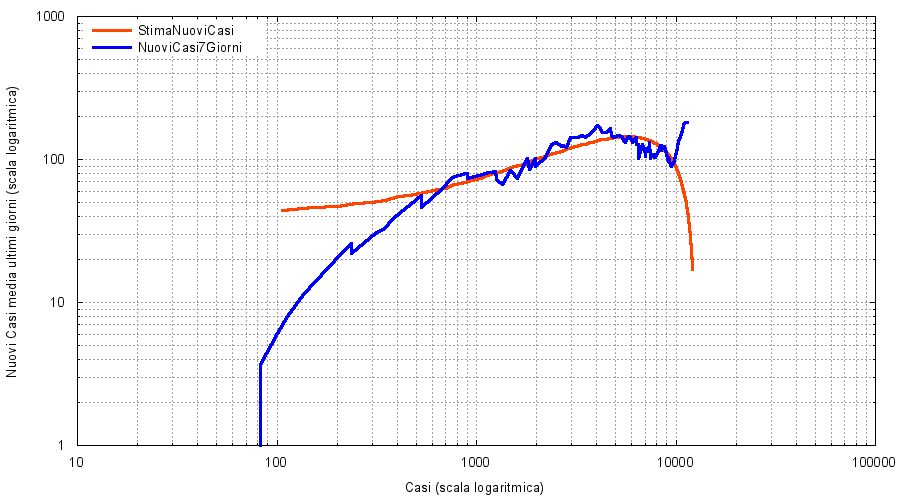 1000
StimaNuoviCasi
NuoviCasi7Giorni
100
10
1
Nuovi Casi media ultimi giorni (scala logaritmica)
10 100 1000 10000 100000
Casi (scala logaritmica)